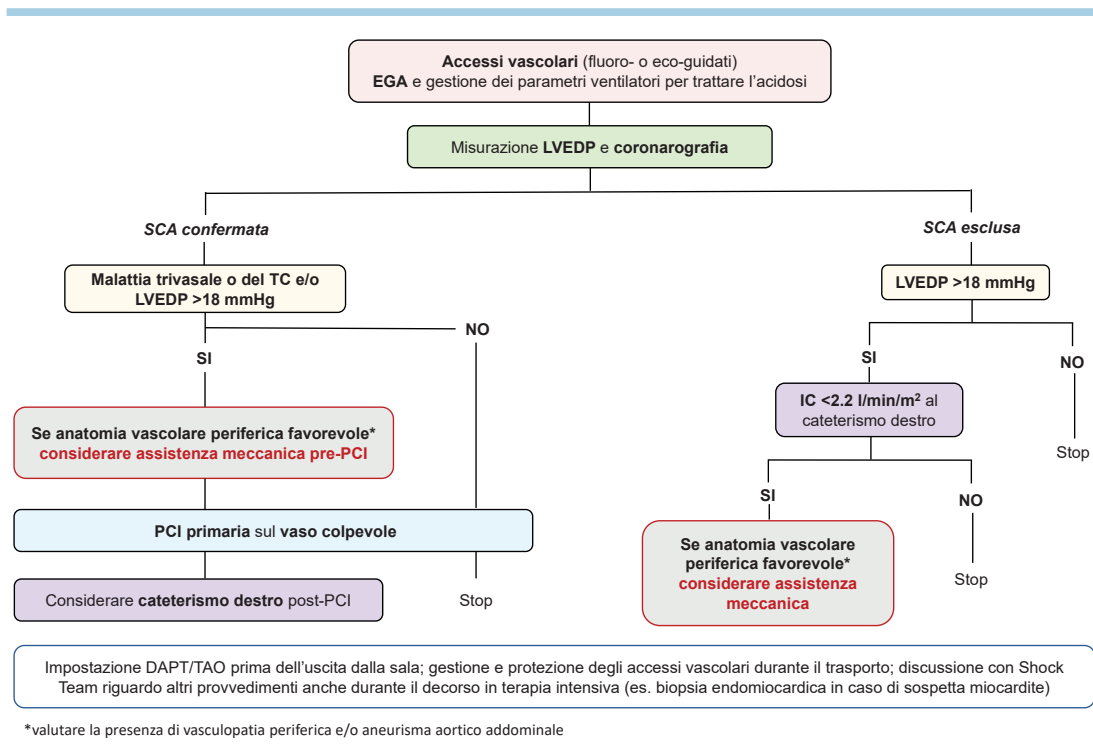 Accessi vascolari (fluoro- o eco-guidati)
EGA e gestione dei parametri ventilatori per trattare l'acidosi
Misurazione LVEDP e coronarografia
SCA confermata
SCA esclusa
Malattia trivasale o del TC e/o
LVEDP >18 mmHg
LVEDP >18 mmHg
NO
SI
SI
NO
IC <2.2 l/min/m² al
cateterismo destro
Se anatomia vascolare periferica favorevole*
considerare assistenza meccanica pre-PCI
Stop
SI
NO
PCI primaria sul vaso colpevole
Se anatomia vascolare
periferica favorevole*
considerare assistenza
meccanica
Stop
Considerare cateterismo destro post-PCI
Stop
Impostazione DAPT/TAO prima dell'uscita dalla sala; gestione e protezione degli accessi vascolari durante il trasporto; discussione con Shock
Team riguardo altri provvedimenti anche durante il decorso in terapia intensiva (es. biopsia endomiocardica in caso di sospetta miocardite)
*valutare la presenza di vasculopatia periferica e/o aneurisma aortico addominale